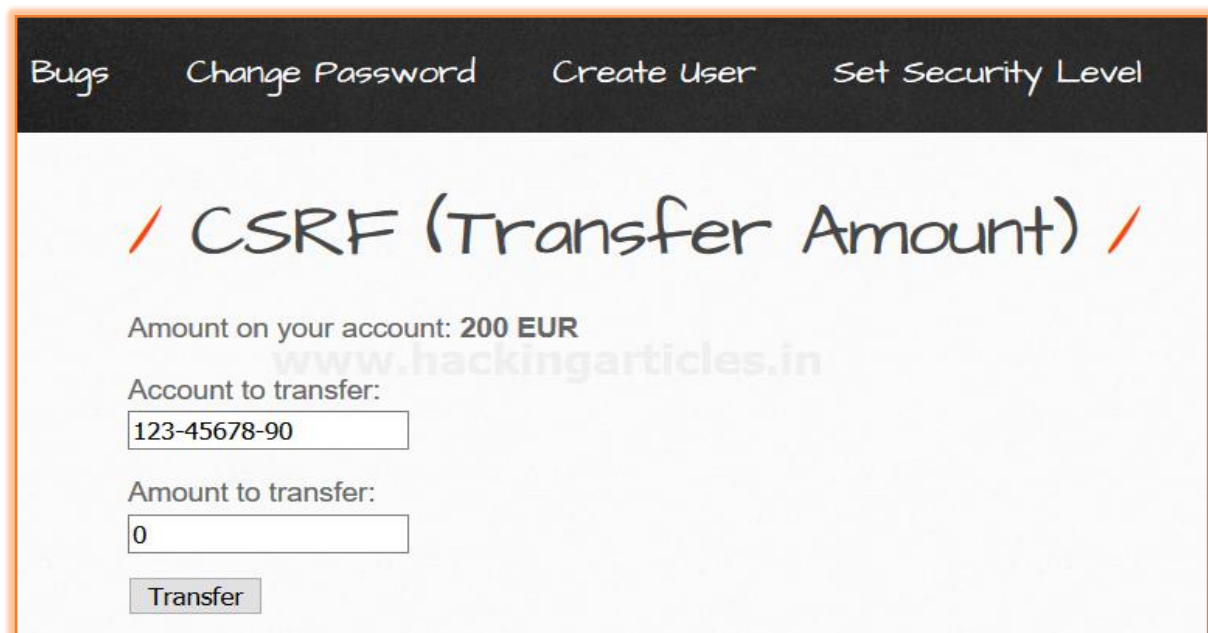 Bugs Change Password Create User Set Security Level
/ CSRF (Transfer Amount) /
Amount on your account: 200 EUR
www.hackingarticles.in
Account to transfer:
123-45678-90
Amount to transfer:
0
Transfer